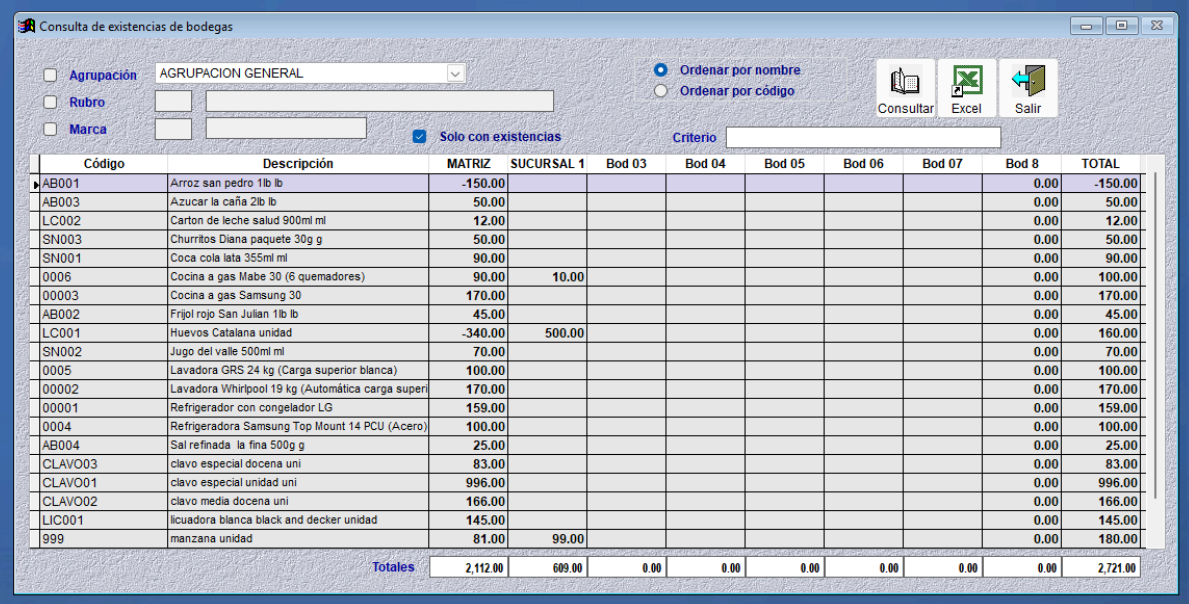 Consulta de existencias de bodegas
Agrupación AGRUPACION GENERAL
Rubro
Marca
Solo con existencias
Ordenar por nombre
Ordenar por código
Criterio
Consultar Excel Salir
Código Descripción MATRIZ SUCURSAL 1 Bod 03 Bod 04 Bod 05 Bod 06 Bod 07 Bod 8 TOTAL
AB001 Arroz san pedro 1lb lb -150.00 0.00 -150.00
AB003 Azucar la caña 2lb lb 50.00 0.00 50.00
LC002 Carton de leche salud 900ml ml 12.00 0.00 12.00
SN003 Churritos Diana paquete 30g g 50.00 0.00 50.00
SN001 Coca cola lata 355ml ml 90.00 0.00 90.00
0006 Cocina a gas Mabe 30 (6 quemadores) 90.00 10.00 0.00 100.00
00003 Cocina a gas Samsung 30 170.00 0.00 170.00
AB002 Frijol rojo San Julian 1lb lb 45.00 0.00 45.00
LC001 Huevos Catalana unidad -340.00 500.00 0.00 160.00
SN002 Jugo del valle 500ml ml 70.00 0.00 70.00
0005 Lavadora GRS 24 kg (Carga superior blanca) 100.00 0.00 100.00
00002 Lavadora Whirlpool 19 kg (Automática carga superi 170.00 0.00 170.00
00001 Refrigerador con congelador LG 159.00 0.00 159.00
0004 Refrigeradora Samsung Top Mount 14 PCU (Acero) 100.00 0.00 100.00
AB004 Sal refinada  la fina 500g g 25.00 0.00 25.00
CLAVO03 clavo especial docena uni 83.00 0.00 83.00
CLAVO01 clavo especial unidad uni 996.00 0.00 996.00
CLAVO02 clavo media docena uni 166.00 0.00 166.00
LIC001 licuadora blanca black and decker unidad 145.00 0.00 145.00
999 manzana unidad 81.00 99.00 0.00 180.00
Totales 2,112.00 609.00 0.00 0.00 0.00 0.00 0.00 0.00 2,721.00